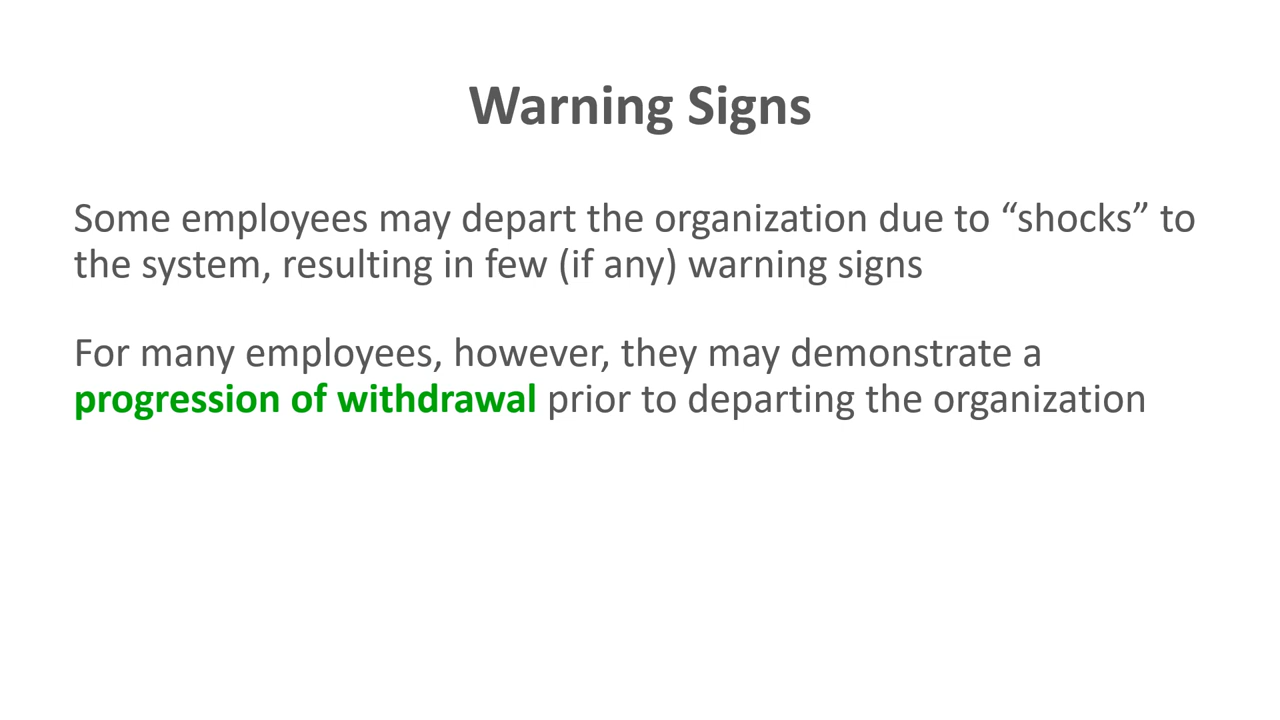 Warning Signs
Some employees may depart the organization due to “shocks” to
the system, resulting in few (if any) warning signs
For many employees, however, they may demonstrate a
progression of withdrawal prior to departing the organization